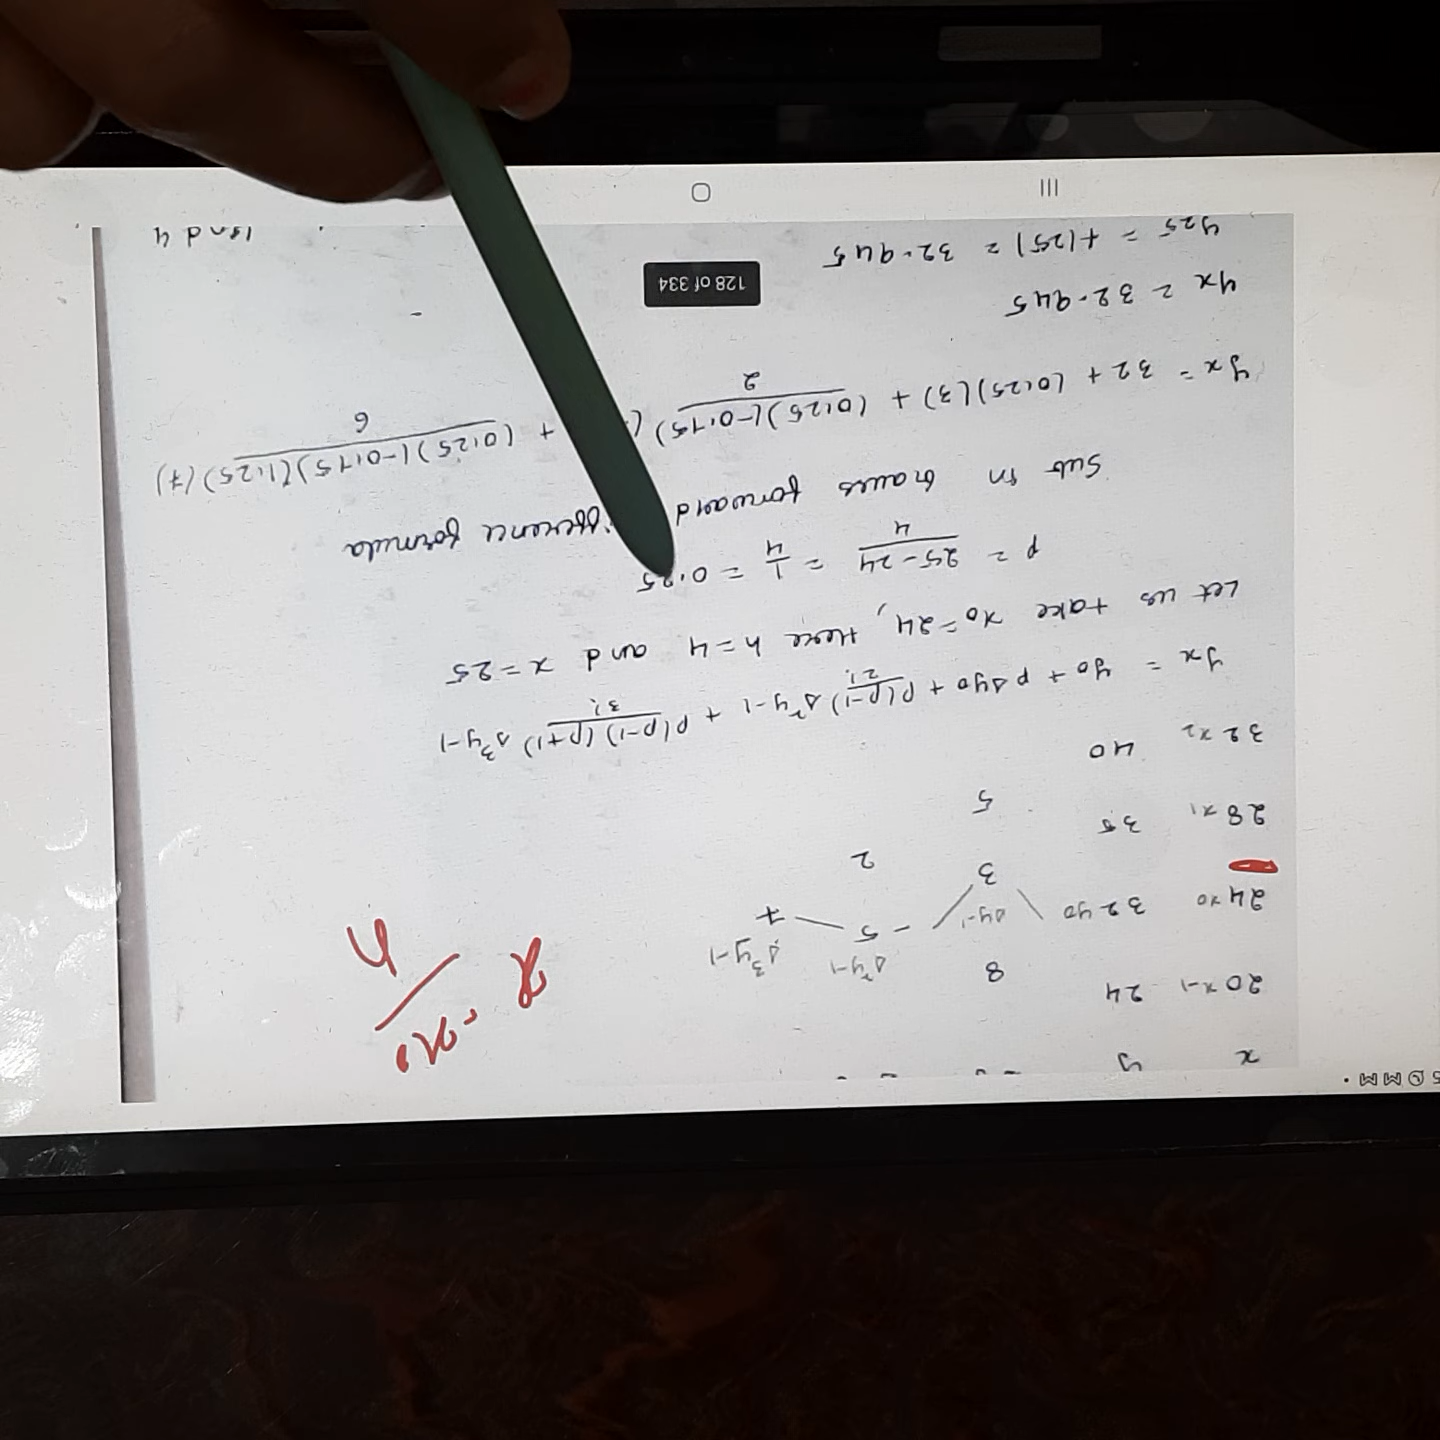 x y
20 x-1 24
8 Δ²y-1 Δ³y-1
24 x0 32 y0 Δy-1 5 7
3
28 x1 35 2
5
32 x2 40
x - x0 / h
yx = y0 + pΔy0 + p(p-1)/2! Δ²y-1 + p(p-1)(p+1)/3! Δ³y-1
Let us take x0 = 24, Here h = 4 and x = 25
p = 25-24/4 = 1/4 = 0.25
Sub in forward formula
yx = 32 + (0.25)(3) + (0.25)(-0.75)/2 ( + (0.25)(-0.75)(1.25)/6 (7)
yx = 32.945
y25 = f(25) = 32.945
128 of 334